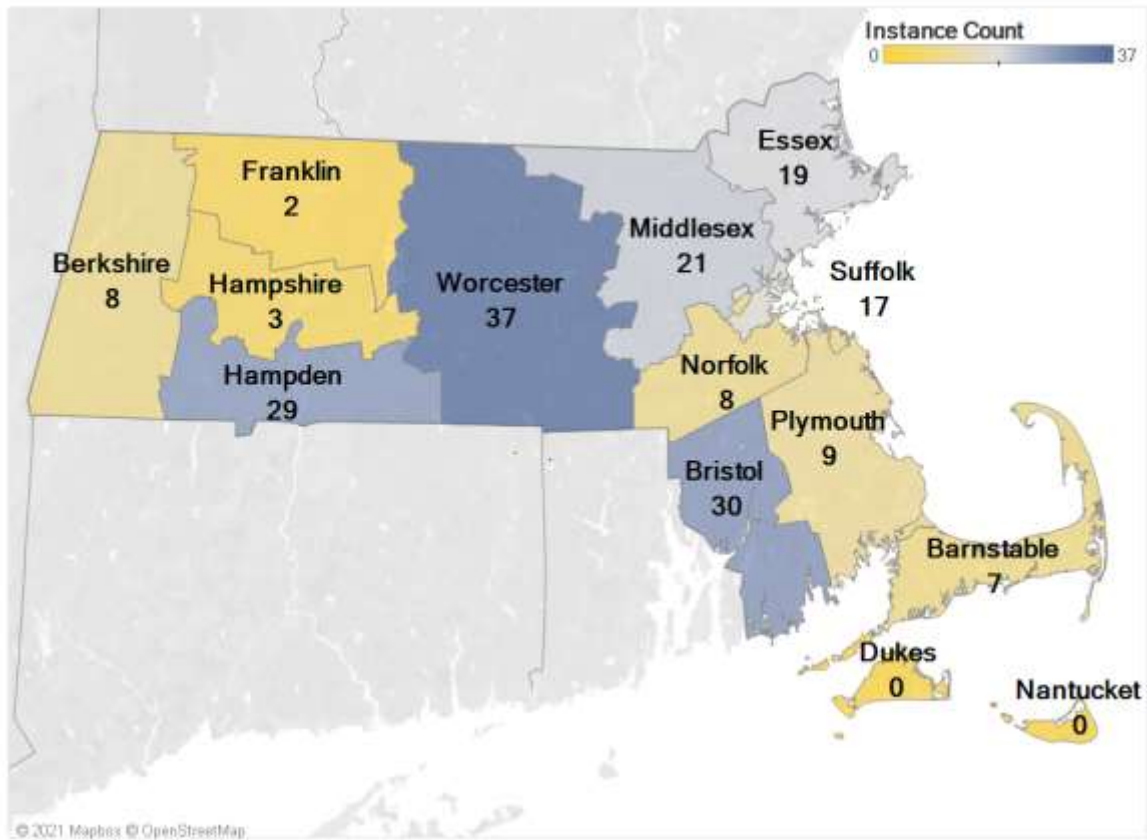 Instance Count
0 37
Essex
19
Franklin
2
Middlesex
21
Berkshire
8
Hampshire
3
Worcester
37
Suffolk
17
Hampden
29
Norfolk
8
Plymouth
9
Bristol
30
Barnstable
7
Dukes
0
Nantucket
0
© 2021 Mapbox © OpenStreetMap